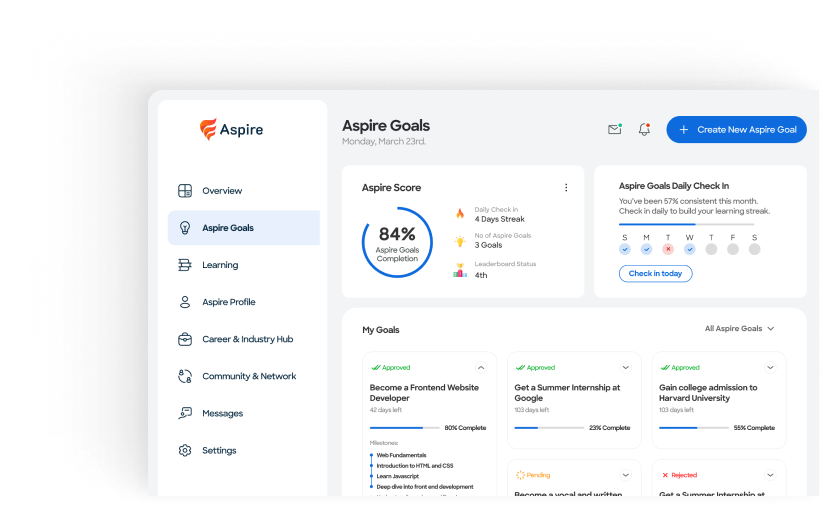 Aspire
Overview
Aspire Goals
Learning
Aspire Profile
Career & Industry Hub
Community & Network
Messages
Settings
Aspire Goals
Monday, March 23rd.
Create New Aspire Goal
Aspire Score
84%
Aspire Goals
Completion
Daily Check In
4 Days Streak
No of Aspire Goals
3 Goals
Leaderboard Status
4th
Aspire Goals Daily Check In
You've been 57% consistent this month.
Check in daily to build your learning streak.
S M T W T F S
Check in today
My Goals
All Aspire Goals
Approved
Become a Frontend Website
Developer
42 days left
80% Complete
Milestones
Web Fundamentals
Introduction to HTML and CSS
Learn Javascript
Deep dive into front end development
Approved
Get a Summer Internship at
Google
103 days left
23% Complete
Approved
Gain college admission to
Harvard University
103 days left
55% Complete
Pending
Become a vocal and written
Rejected
Get a Summer Internship at